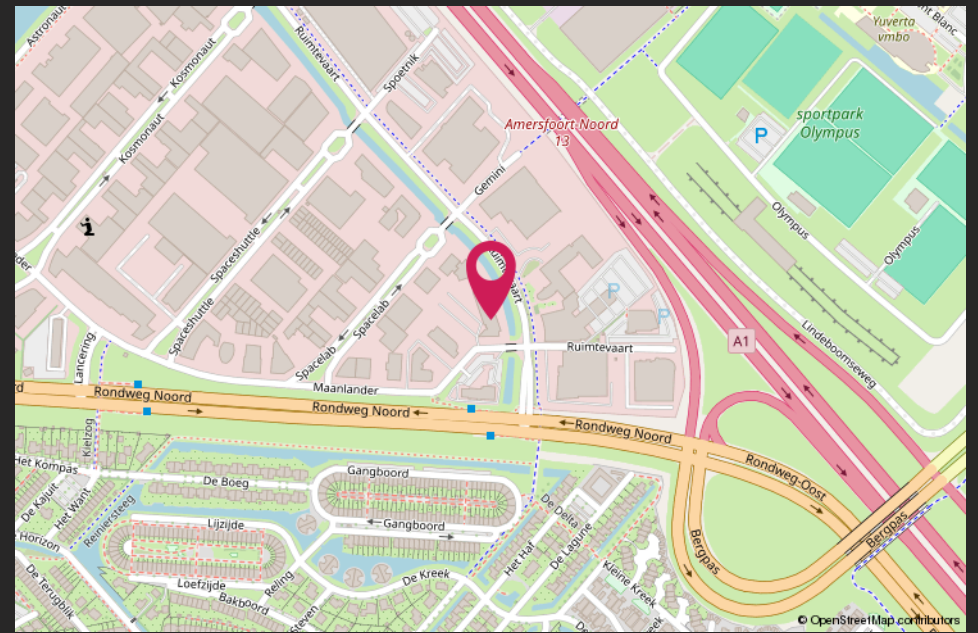 Astronaut
Kosmonaut
Ruimtevaart
Spoetnik
Yuverta
vmbo
nt Blanc
Kosmonaut
Amersfoort-Noord
13
P
sportpark
Olympus
Gemini
Spaceshuttle
Olympus
Olympus
P
P
Spaceshuttle
Spacelab
Spacelab
Lancering
Maanlander
Ruimtevaart
A1
Lindeboomseweg
Rondweg Noord
Rondweg Noord
Rondweg Noord
Rondweg-Oost
Kielzog
Het Kompas
De Kajuit
Het Want
De Boeg
Gangboord
Gangboord
Reiniersteeg
Lijzijde
Loefzijde
Bakboord
Reling
Steven
De Kreek
De Delta
De Lagune
Het Haf
Kleine Kreek
Bergpas
Bergpas
Horizon
De Terugblik
© OpenStreetMap contributors